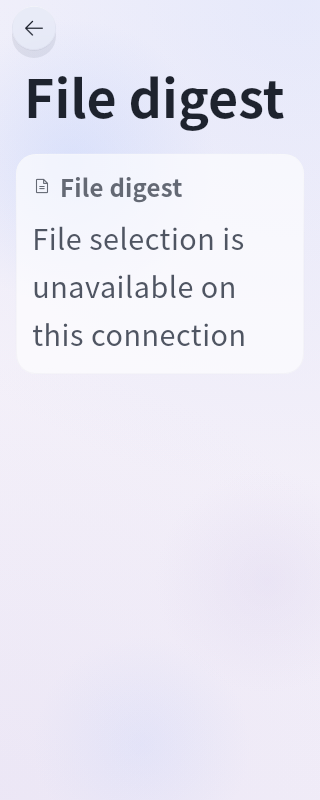 File digest
File digest
File selection is
unavailable on
this connection